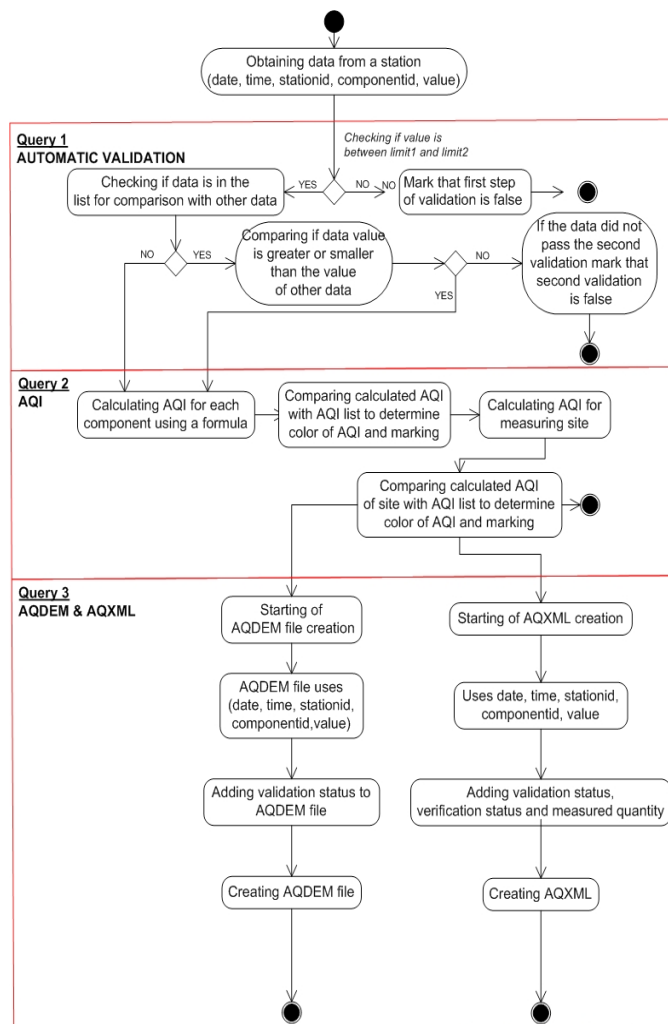 Obtaining data from a station
(date, time, stationid, componentid, value)
Query 1
AUTOMATIC VALIDATION
Checking if value is
between limit1 and limit2
Checking if data is in the
list for comparison with other data
YES
NO
NO
Mark that first step
of validation is false
NO
YES
Comparing if data value
is greater or smaller
than the value
of other data
NO
YES
If the data did not
pass the second
validation mark that
second validation
is false
Query 2
AQI
Calculating AQI for each
component using a formula
Comparing calculated AQI
with AQI list to determine
color of AQI and marking
Calculating AQI for
measuring site
Comparing calculated AQI
of site with AQI list to determine
color of AQI and marking
Query 3
AQDEM & AQXML
Starting of
AQDEM file creation
Starting of AQXML creation
AQDEM file uses
(date, time, stationid,
componentid,value)
Uses date, time, stationid,
componentid, value
Adding validation status to
AQDEM file
Adding validation status,
verification status and measured quantity
Creating AQDEM file
Creating AQXML